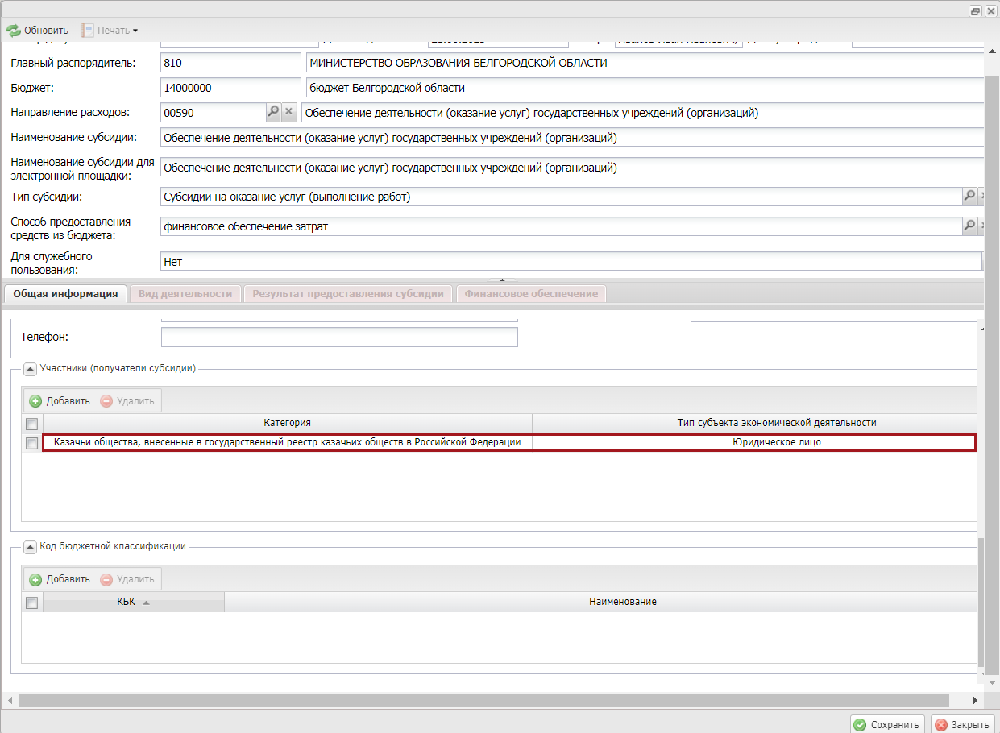 Обновить Печать
Главный распорядитель: 810 МИНИСТЕРСТВО ОБРАЗОВАНИЯ БЕЛГОРОДСКОЙ ОБЛАСТИ
Бюджет: 14000000 бюджет Белгородской области
Направление расходов: 00590 Обеспечение деятельности (оказание услуг) государственных учреждений (организаций)
Наименование субсидии: Обеспечение деятельности (оказание услуг) государственных учреждений (организаций)
Наименование субсидии для
электронной площадки: Обеспечение деятельности (оказание услуг) государственных учреждений (организаций)
Тип субсидии: Субсидии на оказание услуг (выполнение работ)
Способ предоставления
средств из бюджета: финансовое обеспечение затрат
Для служебного
пользования: Нет
Общая информация Вид деятельности Результат предоставления субсидии Финансовое обеспечение
Телефон:
Участники (получатели субсидии)
Добавить Удалить
Категория Тип субъекта экономической деятельности
Казачьи общества, внесенные в государственный реестр казачьих обществ в Российской Федерации Юридическое лицо
Код бюджетной классификации
Добавить Удалить
КБК Наименование
Сохранить Закрыть